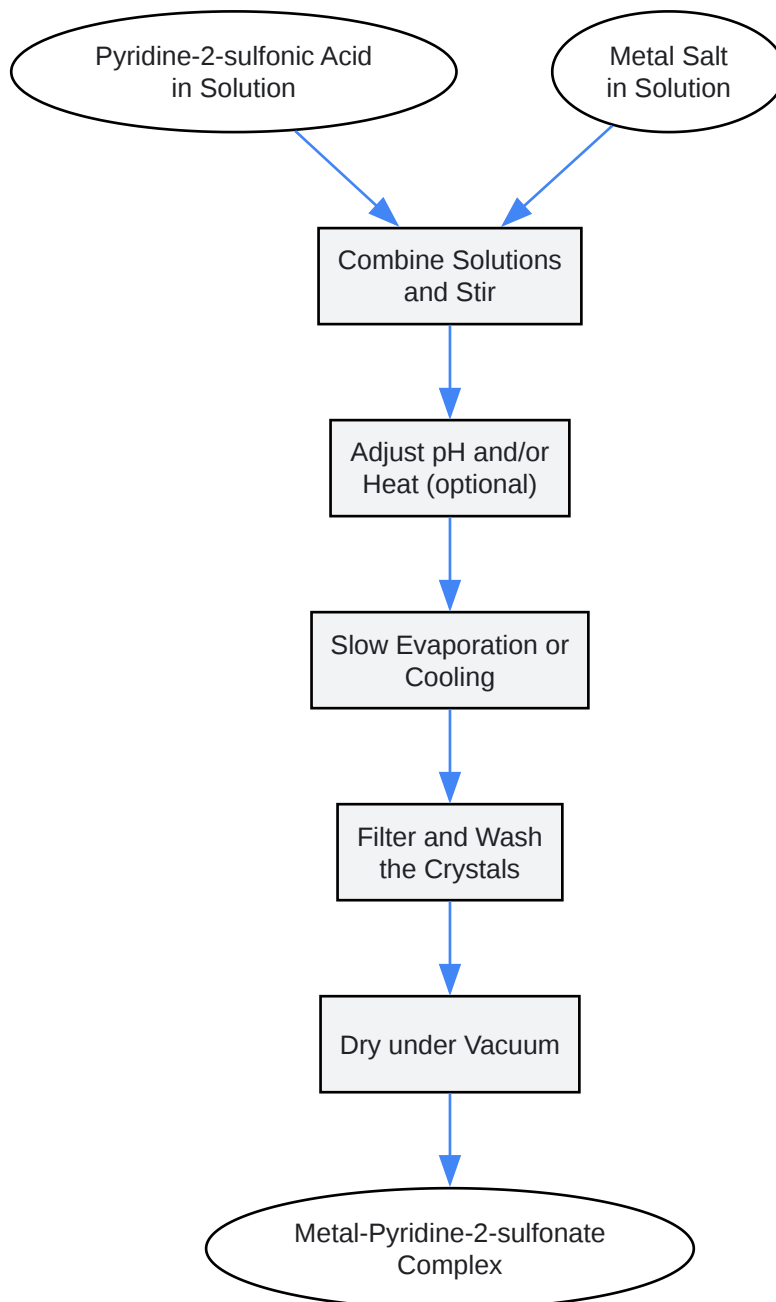 Pyridine-2-sulfonic Acid
in Solution
Metal Salt
in Solution
Combine Solutions
and Stir
Adjust pH and/or
Heat (optional)
Slow Evaporation or
Cooling
Filter and Wash
the Crystals
Dry under Vacuum
Metal-Pyridine-2-sulfonate
Complex